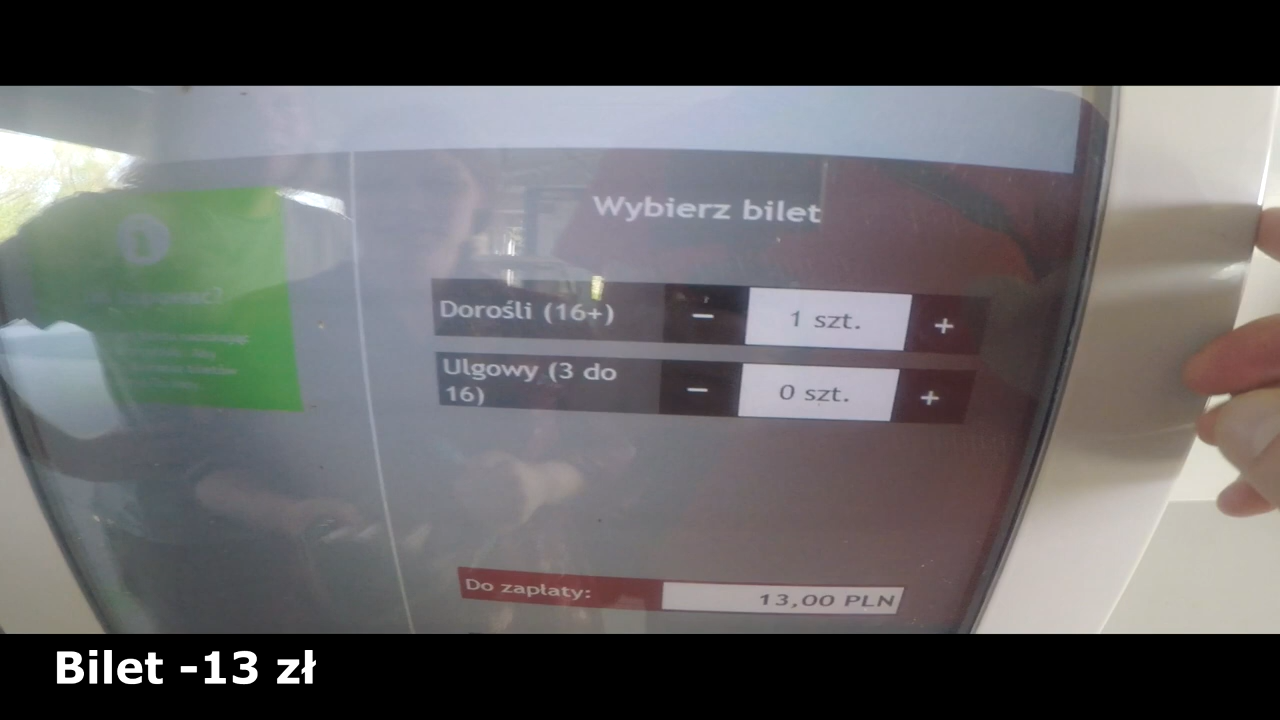 Wybierz bilet
Dorośli (16+)
−
1 szt.
+
Ulgowy (3 do
16)
−
0 szt.
+
Do zapłaty:
13,00 PLN
Bilet -13 zł